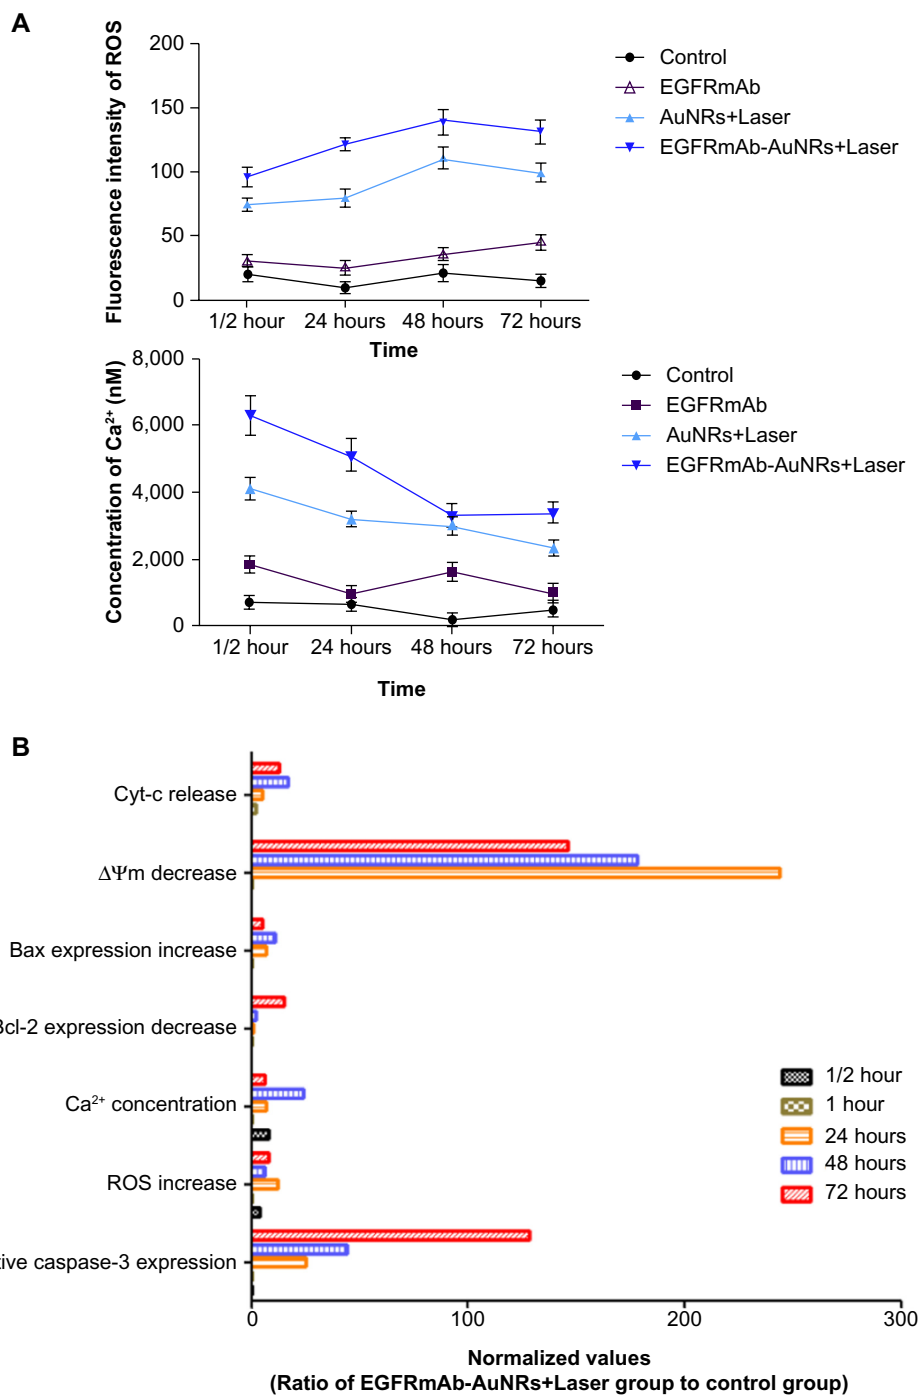 A
Fluorescence intensity of ROS
200
150
100
50
0
1/2 hour 24 hours 48 hours 72 hours
Time
Control
EGFRmAb
AuNRs+Laser
EGFRmAb-AuNRs+Laser
Concentration of Ca²⁺ (nM)
8,000
6,000
4,000
2,000
0
1/2 hour 24 hours 48 hours 72 hours
Time
Control
EGFRmAb
AuNRs+Laser
EGFRmAb-AuNRs+Laser
B
Cyt-c release
ΔΨm decrease
Bax expression increase
cl-2 expression decrease
Ca²⁺ concentration
ROS increase
tive caspase-3 expression
1/2 hour
1 hour
24 hours
48 hours
72 hours
0 100 200 300
Normalized values
(Ratio of EGFRmAb-AuNRs+Laser group to control group)